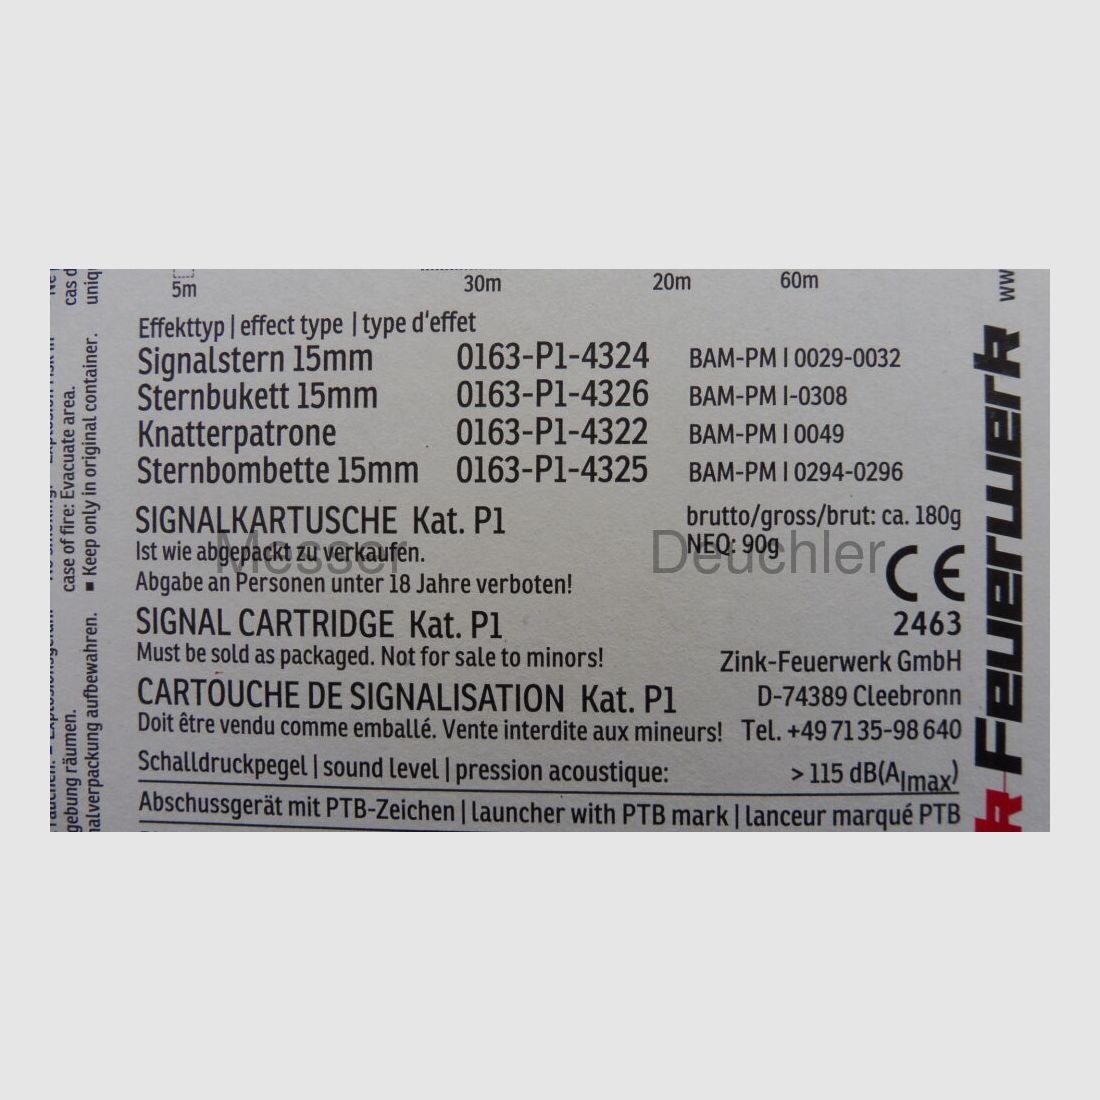 5m 30m 20m 60m
Effekttyp | effect type | type d'effet
Signalstern 15mm 0163-P1-4324 BAM-PM I 0029-0032
Sternbukett 15mm 0163-P1-4326 BAM-PM I-0308
Knatterpatrone 0163-P1-4322 BAM-PM I 0049
Sternbombette 15mm 0163-P1-4325 BAM-PM I 0294-0296
SIGNALKARTUSCHE Kat. P1
Ist wie abgepackt zu verkaufen.
Abgabe an Personen unter 18 Jahre verboten!
brutto/gross/brut: ca. 180g
NEQ: 90g
CE
2463
SIGNAL CARTRIDGE Kat. P1
Must be sold as packaged. Not for sale to minors!
Zink-Feuerwerk GmbH
D-74389 Cleebronn
Tel. +49 71 35-98 640
CARTOUCHE DE SIGNALISATION Kat. P1
Doit être vendu comme emballé. Vente interdite aux mineurs!
Schalldruckpegel | sound level | pression acoustique: > 115 dB(AImax)
Abschussgerät mit PTB-Zeichen | launcher with PTB mark | lanceur marqué PTB
Messer Deuchler
cas d
uniq
case of fire: Evacuate area.
■ Keep only in original container.
gebung räumen.
nalverpackung aufbewahren.
ww
Feuerwerk